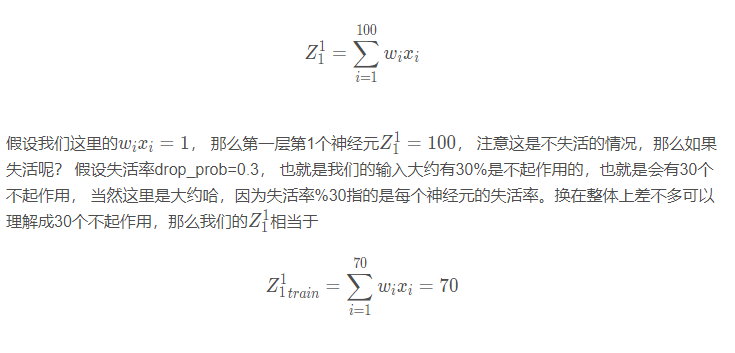 $Z_1^1 = \sum_{i=1}^{100} w_i x_i$
假设我们这里的$w_i x_i = 1$， 那么第一层第1个神经元$Z_1^1 = 100$， 注意这是不失活的情况，那么如果
失活呢？ 假设失活率drop_prob=0.3， 也就是我们的输入大约有30%是不起作用的，也就是会有30个
不起作用， 当然这里是大约哈，因为失活率%30指的是每个神经元的失活率。换在整体上差不多可以
理解成30个不起作用，那么我们的$Z_1^1$相当于
$Z_{1\,train}^1 = \sum_{i=1}^{70} w_i x_i = 70$